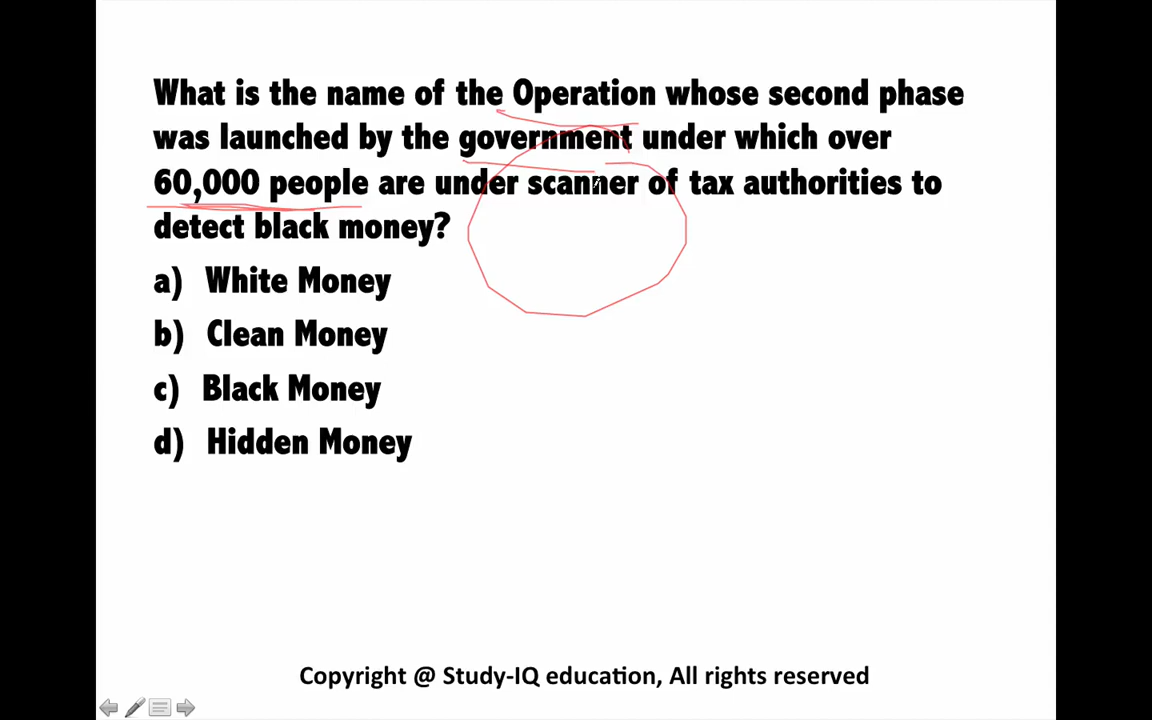 What is the name of the Operation whose second phase
was launched by the government under which over
60,000 people are under scanner of tax authorities to
detect black money?
a) White Money
b) Clean Money
c) Black Money
d) Hidden Money
Copyright @ Study-IQ education, All rights reserved